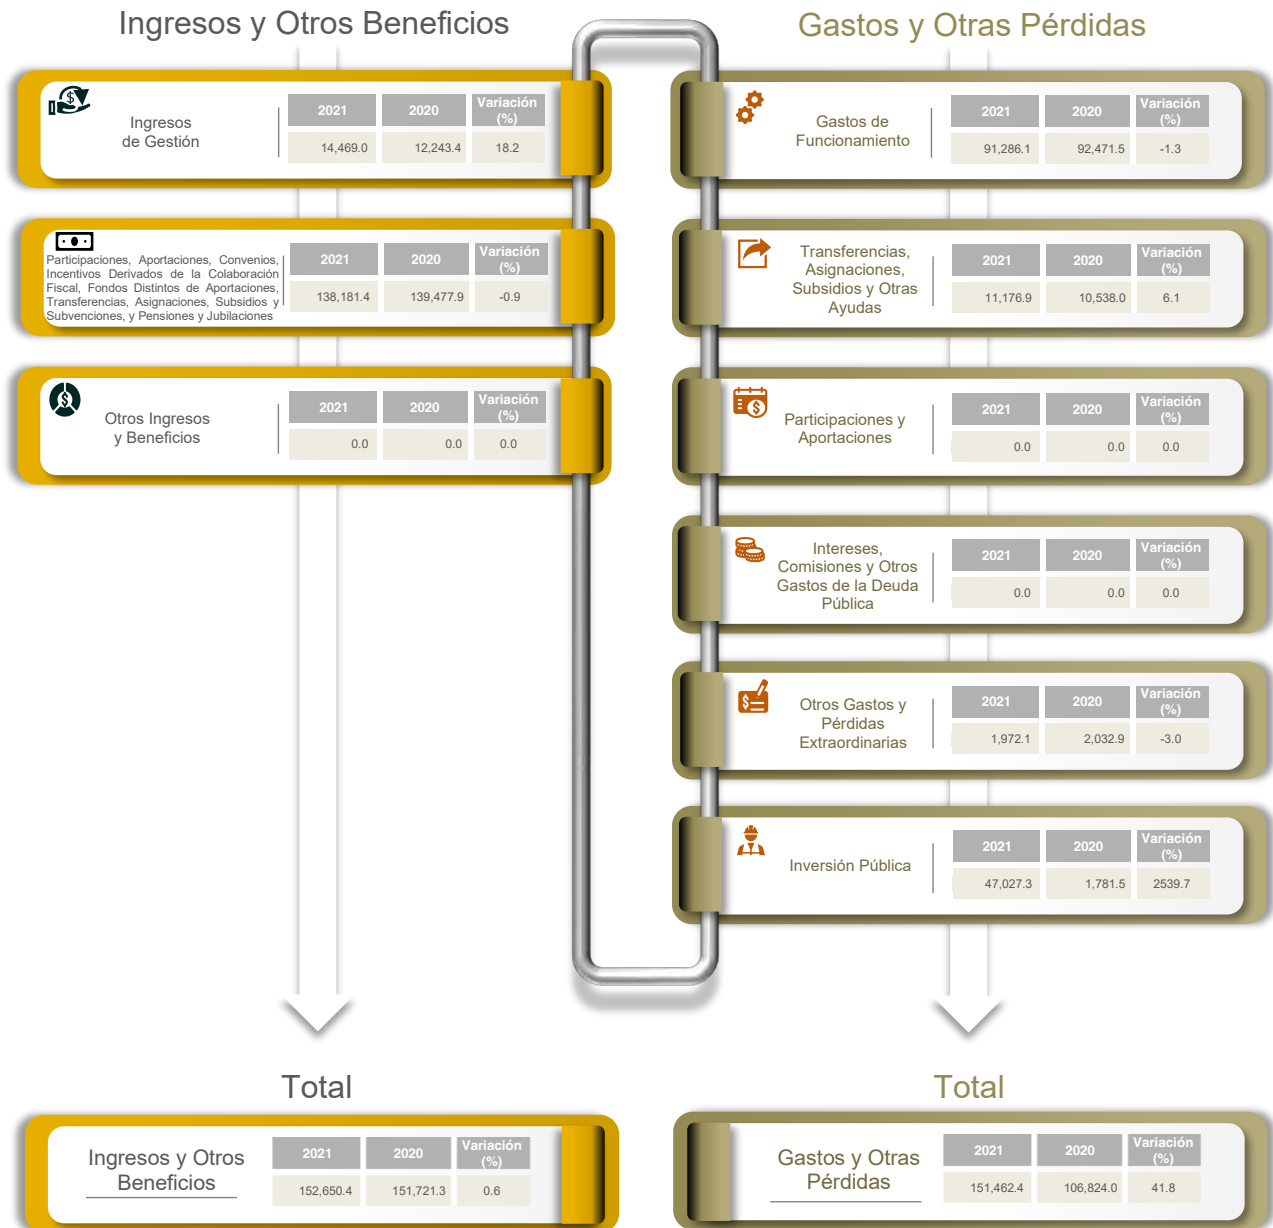 Ingresos y Otros Beneficios
Ingresos
de Gestión
2021 2020 Variación
(%)
14,469.0 12,243.4 18.2
Participaciones, Aportaciones, Convenios,
Incentivos Derivados de la Colaboración
Fiscal, Fondos Distintos de Aportaciones,
Transferencias, Asignaciones, Subsidios y
Subvenciones, y Pensiones y Jubilaciones
2021 2020 Variación
(%)
138,181.4 139,477.9 -0.9
Otros Ingresos
y Beneficios
2021 2020 Variación
(%)
0.0 0.0 0.0
Gastos y Otras Pérdidas
Gastos de
Funcionamiento
2021 2020 Variación
(%)
91,286.1 92,471.5 -1.3
Transferencias,
Asignaciones,
Subsidios y Otras
Ayudas
2021 2020 Variación
(%)
11,176.9 10,538.0 6.1
Participaciones y
Aportaciones
2021 2020 Variación
(%)
0.0 0.0 0.0
Intereses,
Comisiones y Otros
Gastos de la Deuda
Pública
2021 2020 Variación
(%)
0.0 0.0 0.0
Otros Gastos y
Pérdidas
Extraordinarias
2021 2020 Variación
(%)
1,972.1 2,032.9 -3.0
Inversión Pública
2021 2020 Variación
(%)
47,027.3 1,781.5 2539.7
Total
Ingresos y Otros
Beneficios
2021 2020 Variación
(%)
152,650.4 151,721.3 0.6
Total
Gastos y Otras
Pérdidas
2021 2020 Variación
(%)
151,462.4 106,824.0 41.8